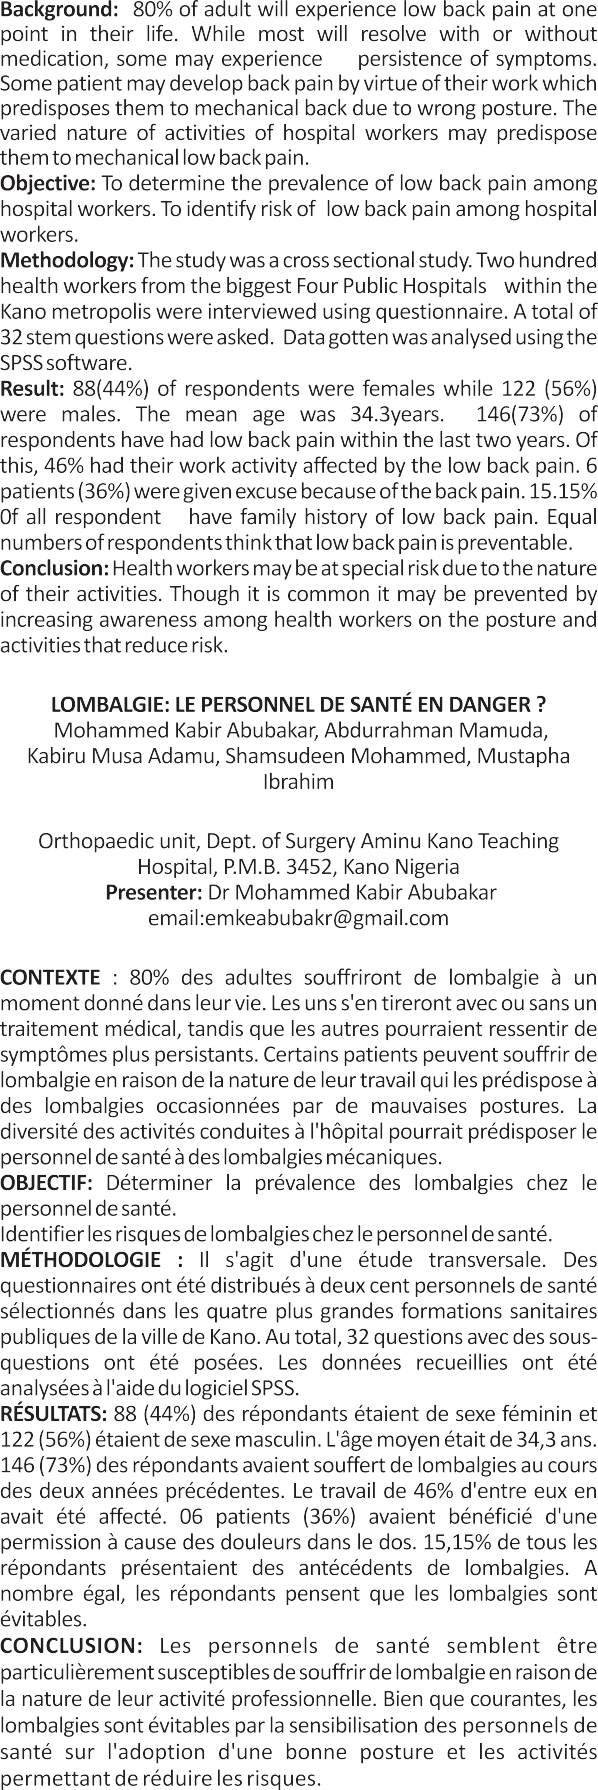 Background: 80% of adult will experience low back pain at one
point in their life. While most will resolve with or without
medication, some may experience persistence of symptoms.
Some patient may develop back pain by virtue of their work which
predisposes them to mechanical back due to wrong posture. The
varied nature of activities of hospital workers may predispose
them to mechanical low back pain.
Objective: To determine the prevalence of low back pain among
hospital workers. To identify risk of low back pain among hospital
workers.
Methodology: The study was a cross sectional study. Two hundred
health workers from the biggest Four Public Hospitals within the
Kano metropolis were interviewed using questionnaire. A total of
32 stem questions were asked. Data gotten was analysed using the
SPSS software.
Result: 88(44%) of respondents were females while 122 (56%)
were males. The mean age was 34.3years. 146(73%) of
respondents have had low back pain within the last two years. Of
this, 46% had their work activity affected by the low back pain. 6
patients (36%) were given excuse because of the back pain. 15.15%
0f all respondent have family history of low back pain. Equal
numbers of respondents think that low back pain is preventable.
Conclusion: Health workers may be at special risk due to the nature
of their activities. Though it is common it may be prevented by
increasing awareness among health workers on the posture and
activities that reduce risk.
LOMBALGIE: LE PERSONNEL DE SANTÉ EN DANGER ?
Mohammed Kabir Abubakar, Abdurrahman Mamuda,
Kabiru Musa Adamu, Shamsudeen Mohammed, Mustapha
Ibrahim
Orthopaedic unit, Dept. of Surgery Aminu Kano Teaching
Hospital, P.M.B. 3452, Kano Nigeria
Presenter: Dr Mohammed Kabir Abubakar
email:emkeabubakr@gmail.com
CONTEXTE : 80% des adultes souffriront de lombalgie à un
moment donné dans leur vie. Les uns s'en tireront avec ou sans un
traitement médical, tandis que les autres pourraient ressentir de
symptômes plus persistants. Certains patients peuvent souffrir de
lombalgie en raison de la nature de leur travail qui les prédispose à
des lombalgies occasionnées par de mauvaises postures. La
diversité des activités conduites à l'hôpital pourrait prédisposer le
personnel de santé à des lombalgies mécaniques.
OBJECTIF: Déterminer la prévalence des lombalgies chez le
personnel de santé.
Identifier les risques de lombalgies chez le personnel de santé.
MÉTHODOLOGIE : Il s'agit d'une étude transversale. Des
questionnaires ont été distribués à deux cent personnels de santé
sélectionnés dans les quatre plus grandes formations sanitaires
publiques de la ville de Kano. Au total, 32 questions avec des sous-
questions ont été posées. Les données recueillies ont été
analysées à l'aide du logiciel SPSS.
RÉSULTATS: 88 (44%) des répondants étaient de sexe féminin et
122 (56%) étaient de sexe masculin. L'âge moyen était de 34,3 ans.
146 (73%) des répondants avaient souffert de lombalgies au cours
des deux années précédentes. Le travail de 46% d'entre eux en
avait été affecté. 06 patients (36%) avaient bénéficié d'une
permission à cause des douleurs dans le dos. 15,15% de tous les
répondants présentaient des antécédents de lombalgies. A
nombre égal, les répondants pensent que les lombalgies sont
évitables.
CONCLUSION: Les personnels de santé semblent être
particulièrement susceptibles de souffrir de lombalgie en raison de
la nature de leur activité professionnelle. Bien que courantes, les
lombalgies sont évitables par la sensibilisation des personnels de
santé sur l'adoption d'une bonne posture et les activités
permettant de réduire les risques.